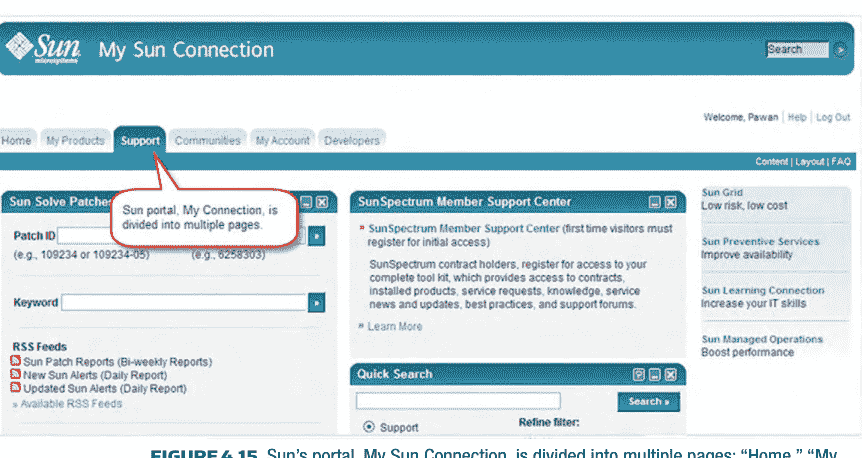 Sun
microsystems
My Sun Connection
Search
Welcome, Pawan | Help | Log Out
Home My Products Support Communities My Account Developers
Content | Layout | FAQ
Sun Solve Patches
Sun portal, My Connection, is
divided into multiple pages.
Patch ID
(e.g., 109234 or 109234-05) (e.g., 6258303)
Keyword
RSS Feeds
Sun Patch Reports (Bi-weekly Reports)
New Sun Alerts (Daily Report)
Updated Sun Alerts (Daily Report)
» Available RSS Feeds
SunSpectrum Member Support Center
» SunSpectrum Member Support Center (first time visitors must
register for initial access)
SunSpectrum contract holders, register for access to your
complete tool kit, which provides access to contracts,
installed products, service requests, knowledge, service
news and updates, best practices, and support forums.
» Learn More
Quick Search
Search »
Support
Refine filter:
Sun Grid
Low risk, low cost
Sun Preventive Services
Improve availability
Sun Learning Connection
Increase your IT skills
Sun Managed Operations
Boost performance
FIGURE 4.15 Sun's portal, My Sun Connection, is divided into multiple pages: "Home," "My